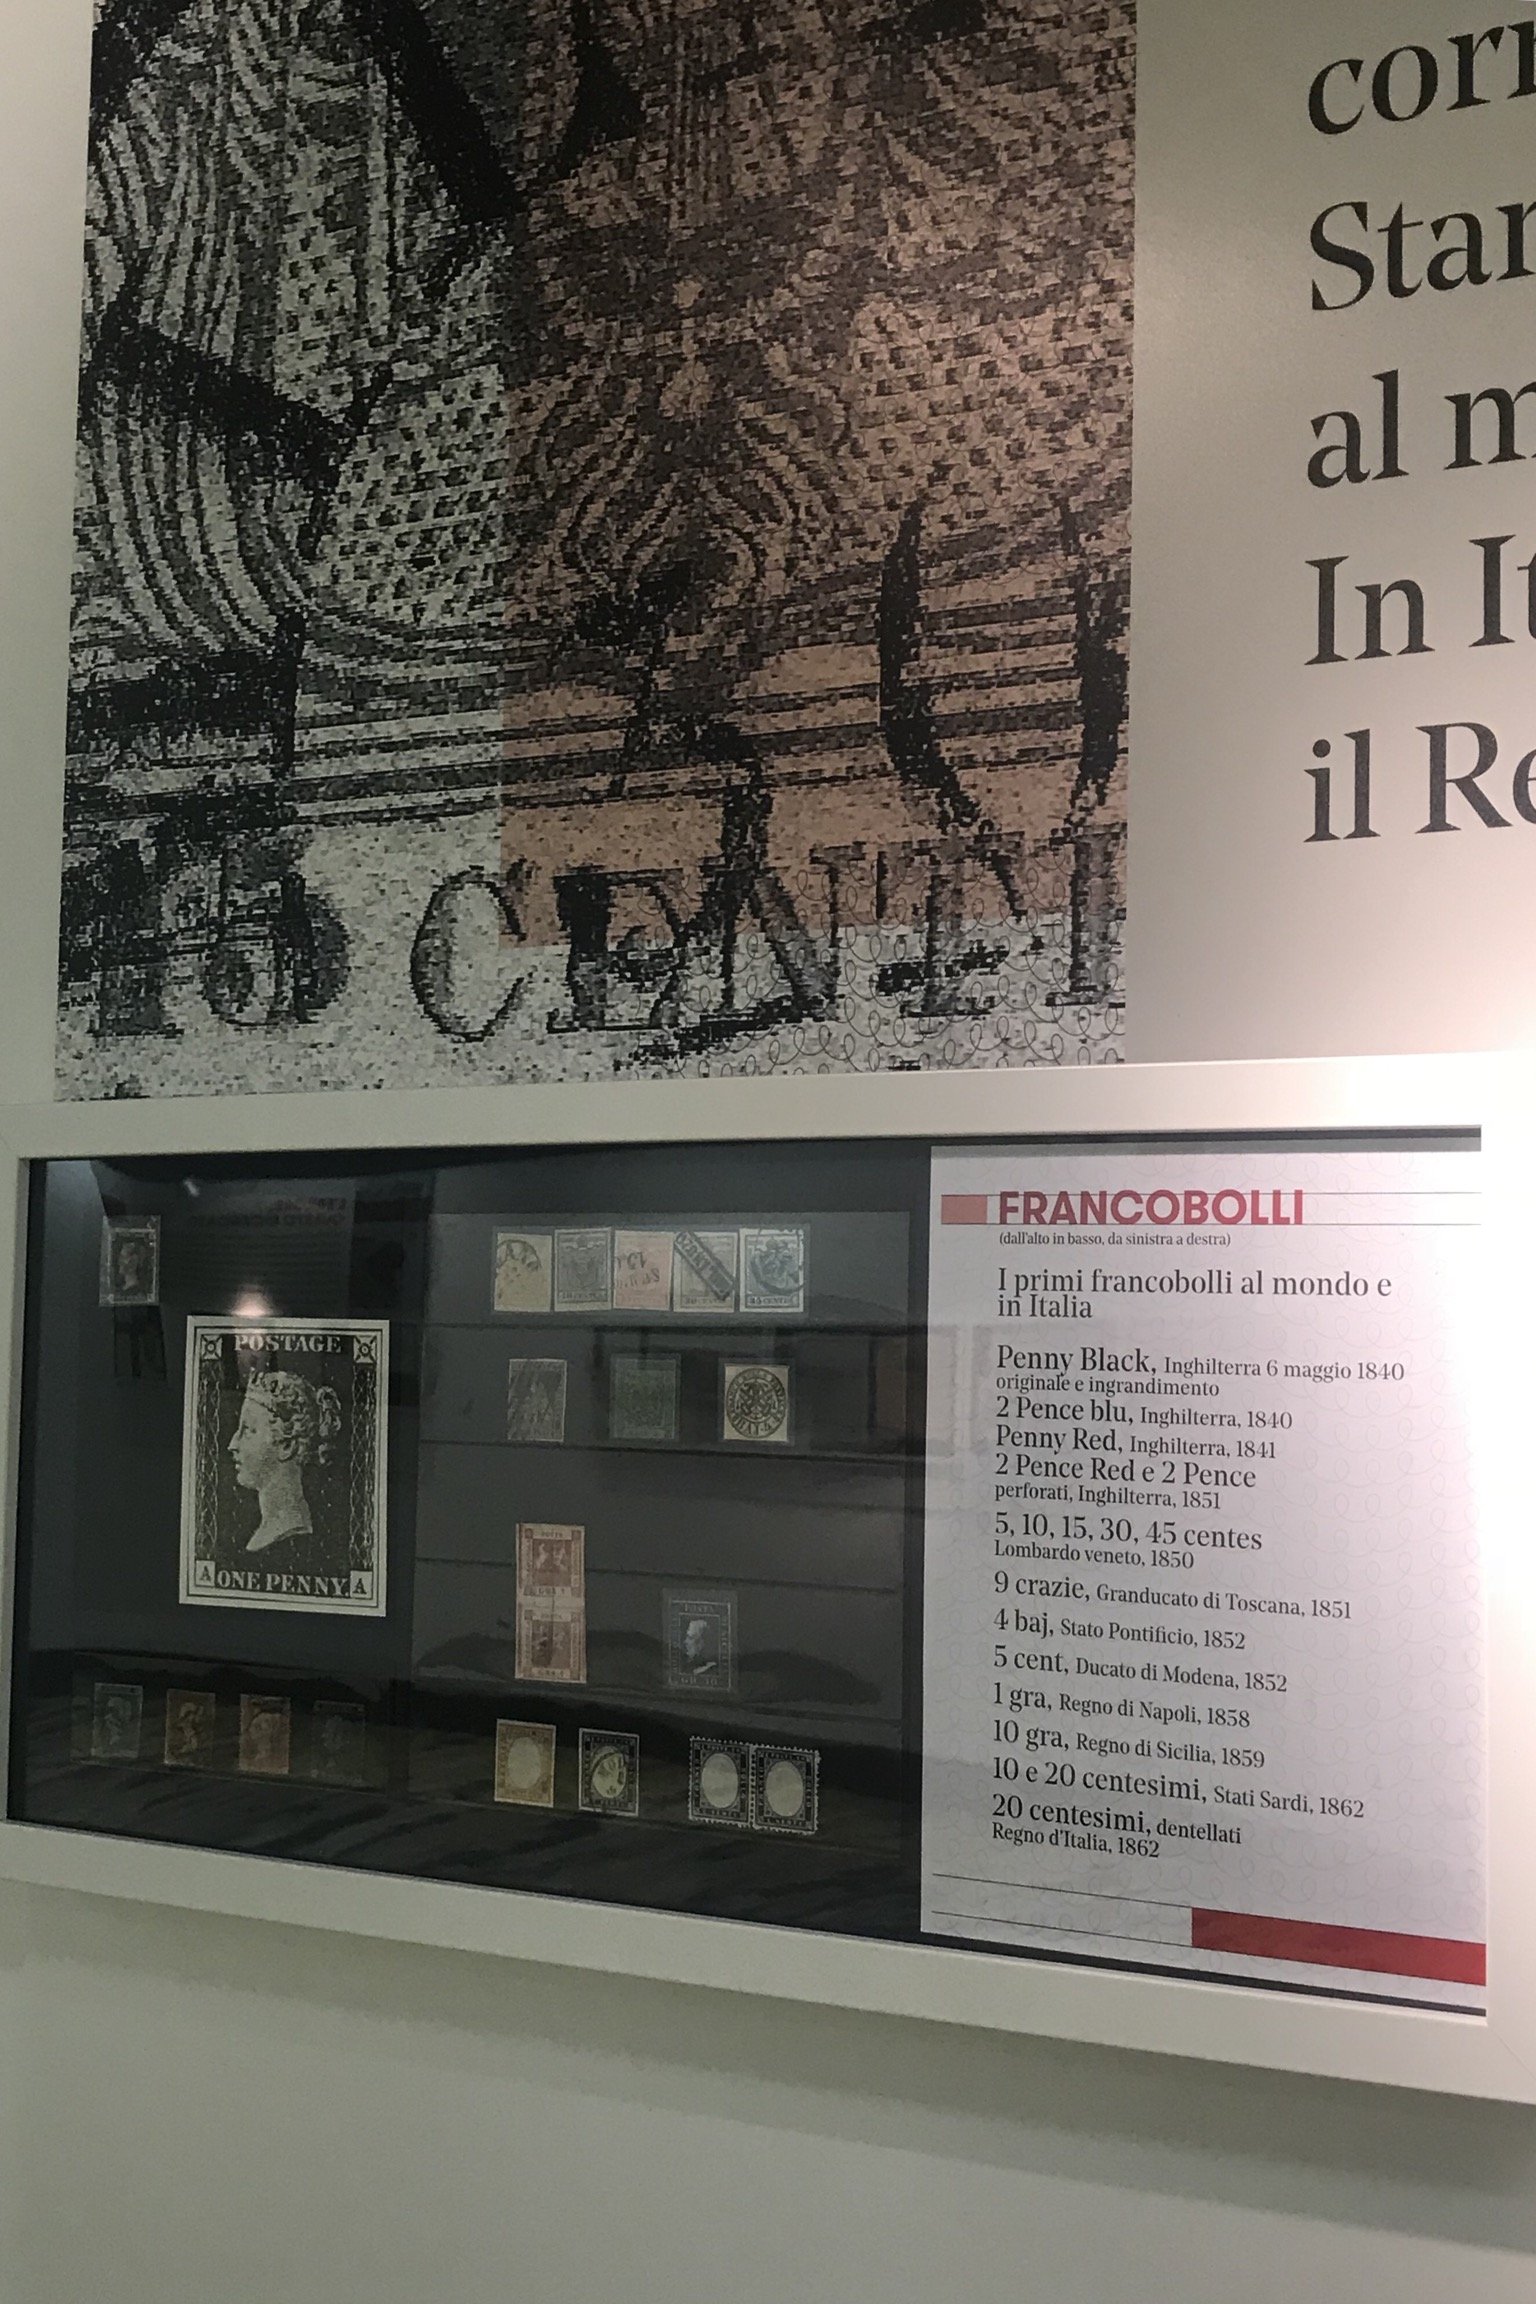 corr
Star
al m
In It
il Re
15 CENTE
FRANCOBOLLI
(dall'alto in basso, da sinistra a destra)
I primi francobolli al mondo e
in Italia
Penny Black, Inghilterra 6 maggio 1840
originale e ingrandimento
2 Pence blu, Inghilterra, 1840
Penny Red, Inghilterra, 1841
2 Pence Red e 2 Pence
perforati, Inghilterra, 1851
5, 10, 15, 30, 45 centes
Lombardo veneto, 1850
9 crazie, Granducato di Toscana, 1851
4 baj, Stato Pontificio, 1852
5 cent, Ducato di Modena, 1852
1 gra, Regno di Napoli, 1858
10 gra, Regno di Sicilia, 1859
10 e 20 centesimi, Stati Sardi, 1862
20 centesimi, dentellati
Regno d'Italia, 1862
POSTAGE
A ONE PENNY A